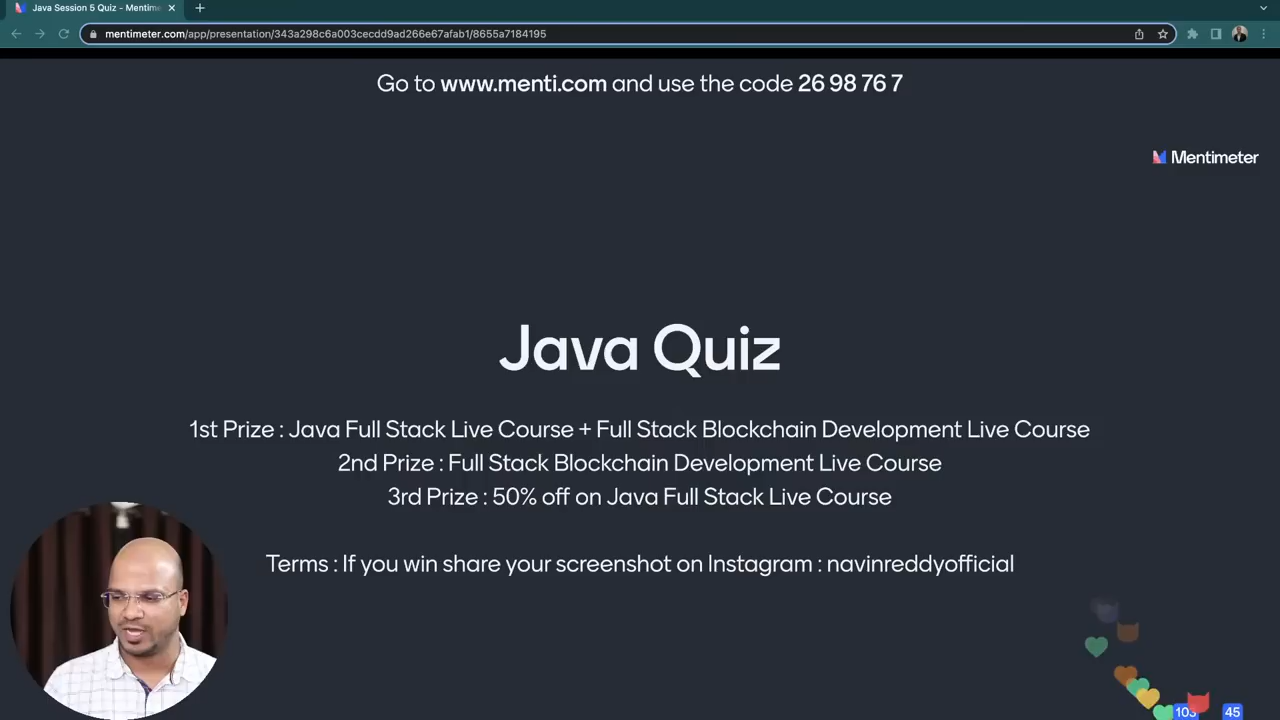 Java Session 5 Quiz - Mentim
mentimeter.com/app/presentation/343a298c6a003cecdd9ad266e67afab1/8655a7184195
Go to www.menti.com and use the code 26 98 76 7
Mentimeter
Java Quiz
1st Prize : Java Full Stack Live Course + Full Stack Blockchain Development Live Course
2nd Prize : Full Stack Blockchain Development Live Course
3rd Prize : 50% off on Java Full Stack Live Course
Terms : If you win share your screenshot on Instagram : navinreddyofficial
103 45